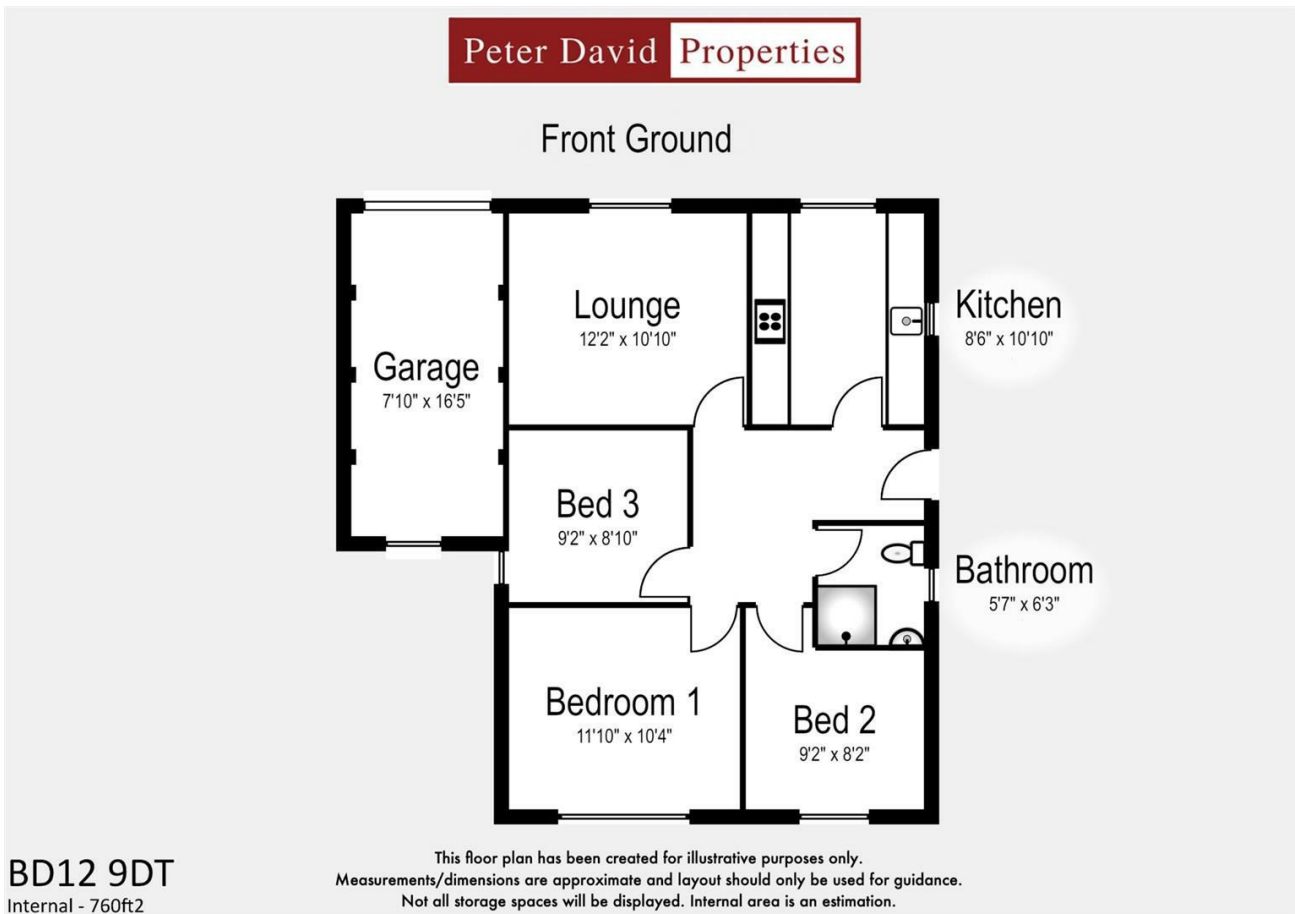 Peter David Properties
Front Ground
Lounge
12'2" x 10'10"
Kitchen
8'6" x 10'10"
Garage
7'10" x 16'5"
Bed 3
9'2" x 8'10"
Bathroom
5'7" x 6'3"
Bedroom 1
11'10" x 10'4"
Bed 2
9'2" x 8'2"
BD12 9DT
Internal - 760ft2
This floor plan has been created for illustrative purposes only.
Measurements/dimensions are approximate and layout should only be used for guidance.
Not all storage spaces will be displayed. Internal area is an estimation.